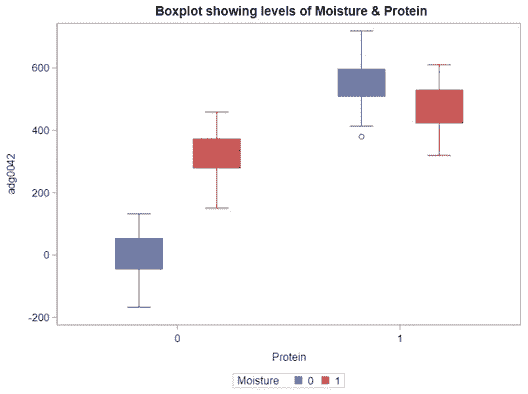 Boxplot showing levels of Moisture & Protein
600
400
200
0
-200
adg0042
0 1
Protein
Moisture 0 1